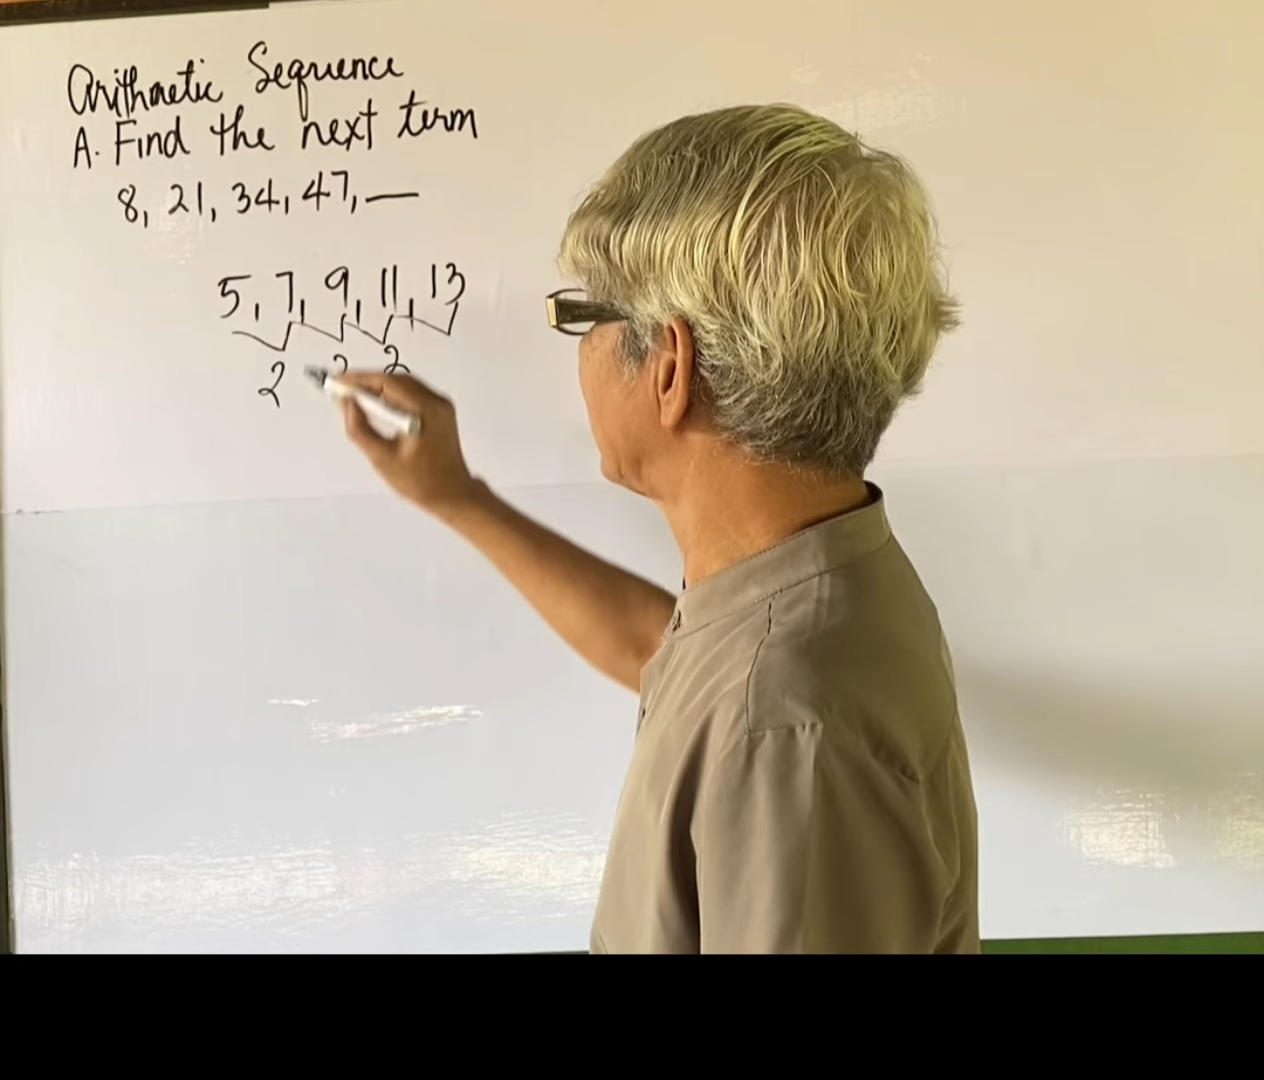 Arithmetic Sequence
A. Find the next term
8, 21, 34, 47, —
5, 7, 9, 11, 13
2 2 2